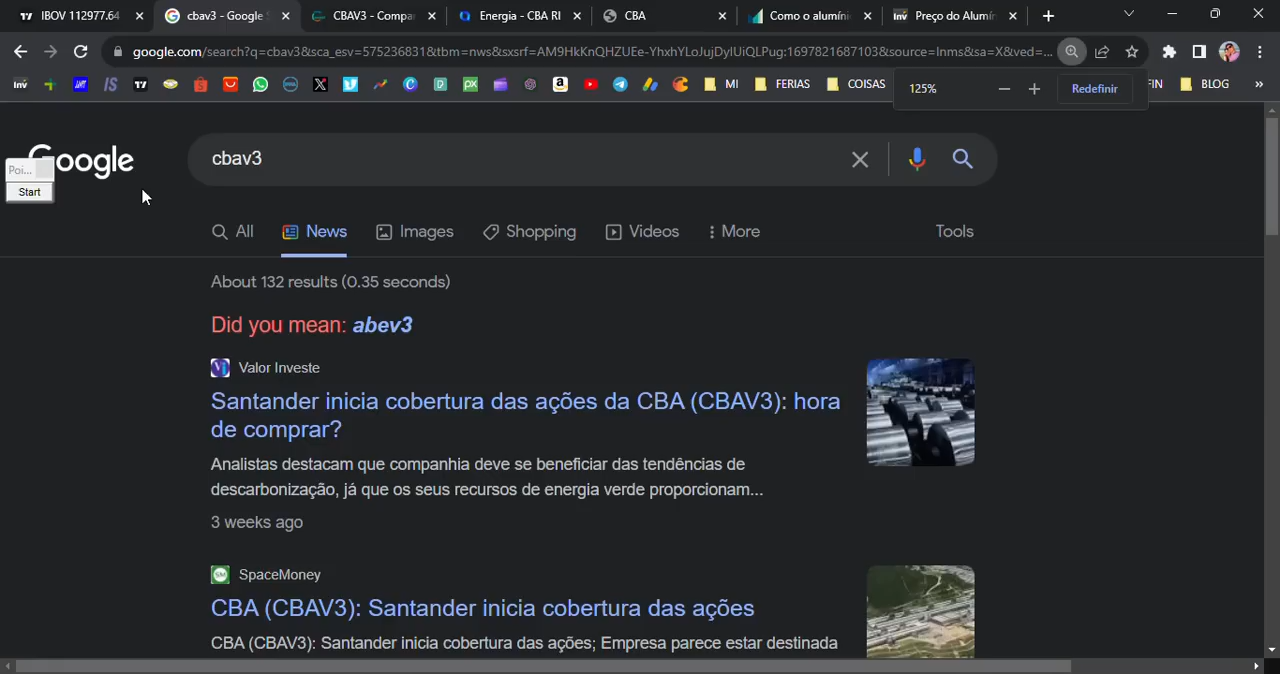 IBOV 112977.64
cbav3 - Google S
CBAV3 - Compa
Energia - CBA RI
CBA
Como o alumíni
Preço do Alumín
google.com/search?q=cbav3&sca_esv=575236831&tbm=nws&sxsrf=AM9HkKnQHZUEe-YhxhYLoJujDyIUiQLPug:1697821687103&source=lnms&sa=X&ved=...
Inv
MI
FERIAS
COISAS
FIN
BLOG
»
125%
Redefinir
Google
Poi...
Start
cbav3
All
News
Images
Shopping
Videos
More
Tools
About 132 results (0.35 seconds)
Did you mean: abev3
Valor Investe
Santander inicia cobertura das ações da CBA (CBAV3): hora
de comprar?
Analistas destacam que companhia deve se beneficiar das tendências de
descarbonização, já que os seus recursos de energia verde proporcionam...
3 weeks ago
SpaceMoney
CBA (CBAV3): Santander inicia cobertura das ações
CBA (CBAV3): Santander inicia cobertura das ações; Empresa parece estar destinada